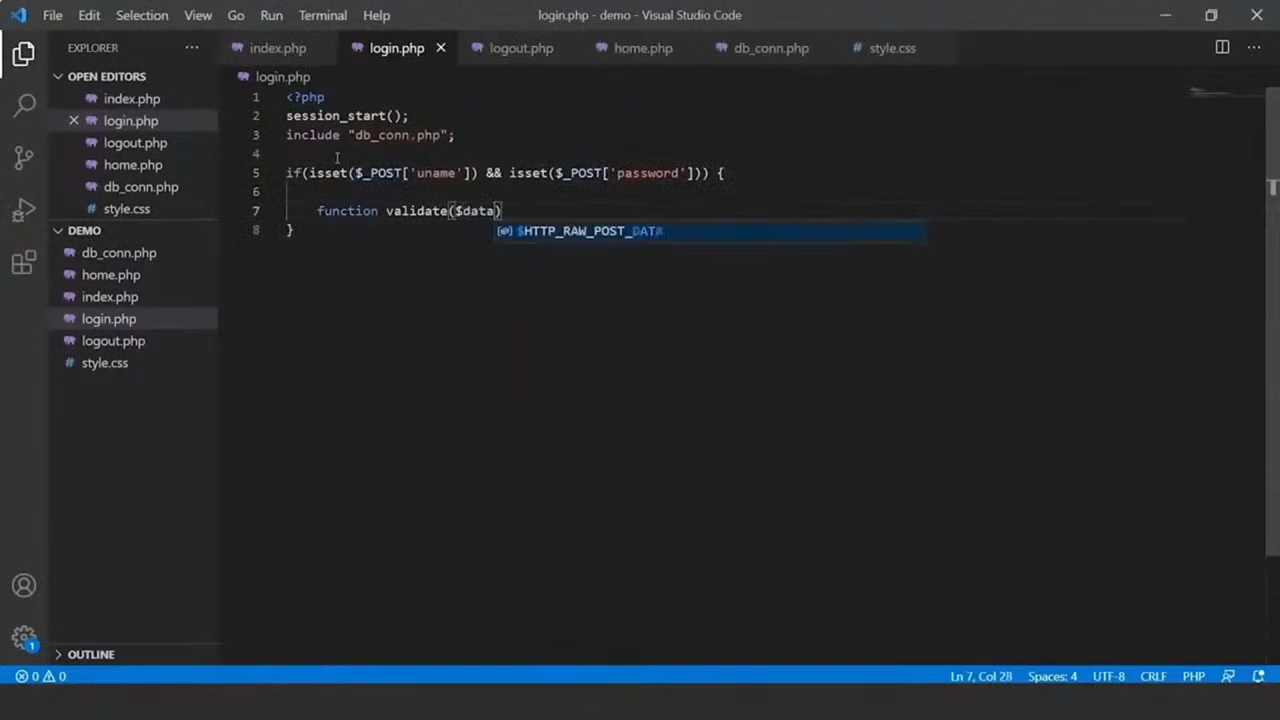 File Edit Selection View Go Run Terminal Help login.php - demo - Visual Studio Code
EXPLORER
index.php login.php logout.php home.php db_conn.php style.css
OPEN EDITORS
index.php
login.php
logout.php
home.php
db_conn.php
style.css
DEMO
db_conn.php
home.php
index.php
login.php
logout.php
style.css
OUTLINE
login.php
1 <?php
2 session_start();
3 include "db_conn.php";
4
5 if(isset($_POST['uname']) && isset($_POST['password'])) {
6
7 function validate($data)
$HTTP_RAW_POST_DATA
8 }
1
0 0 Ln 7, Col 28 Spaces: 4 UTF-8 CRLF PHP